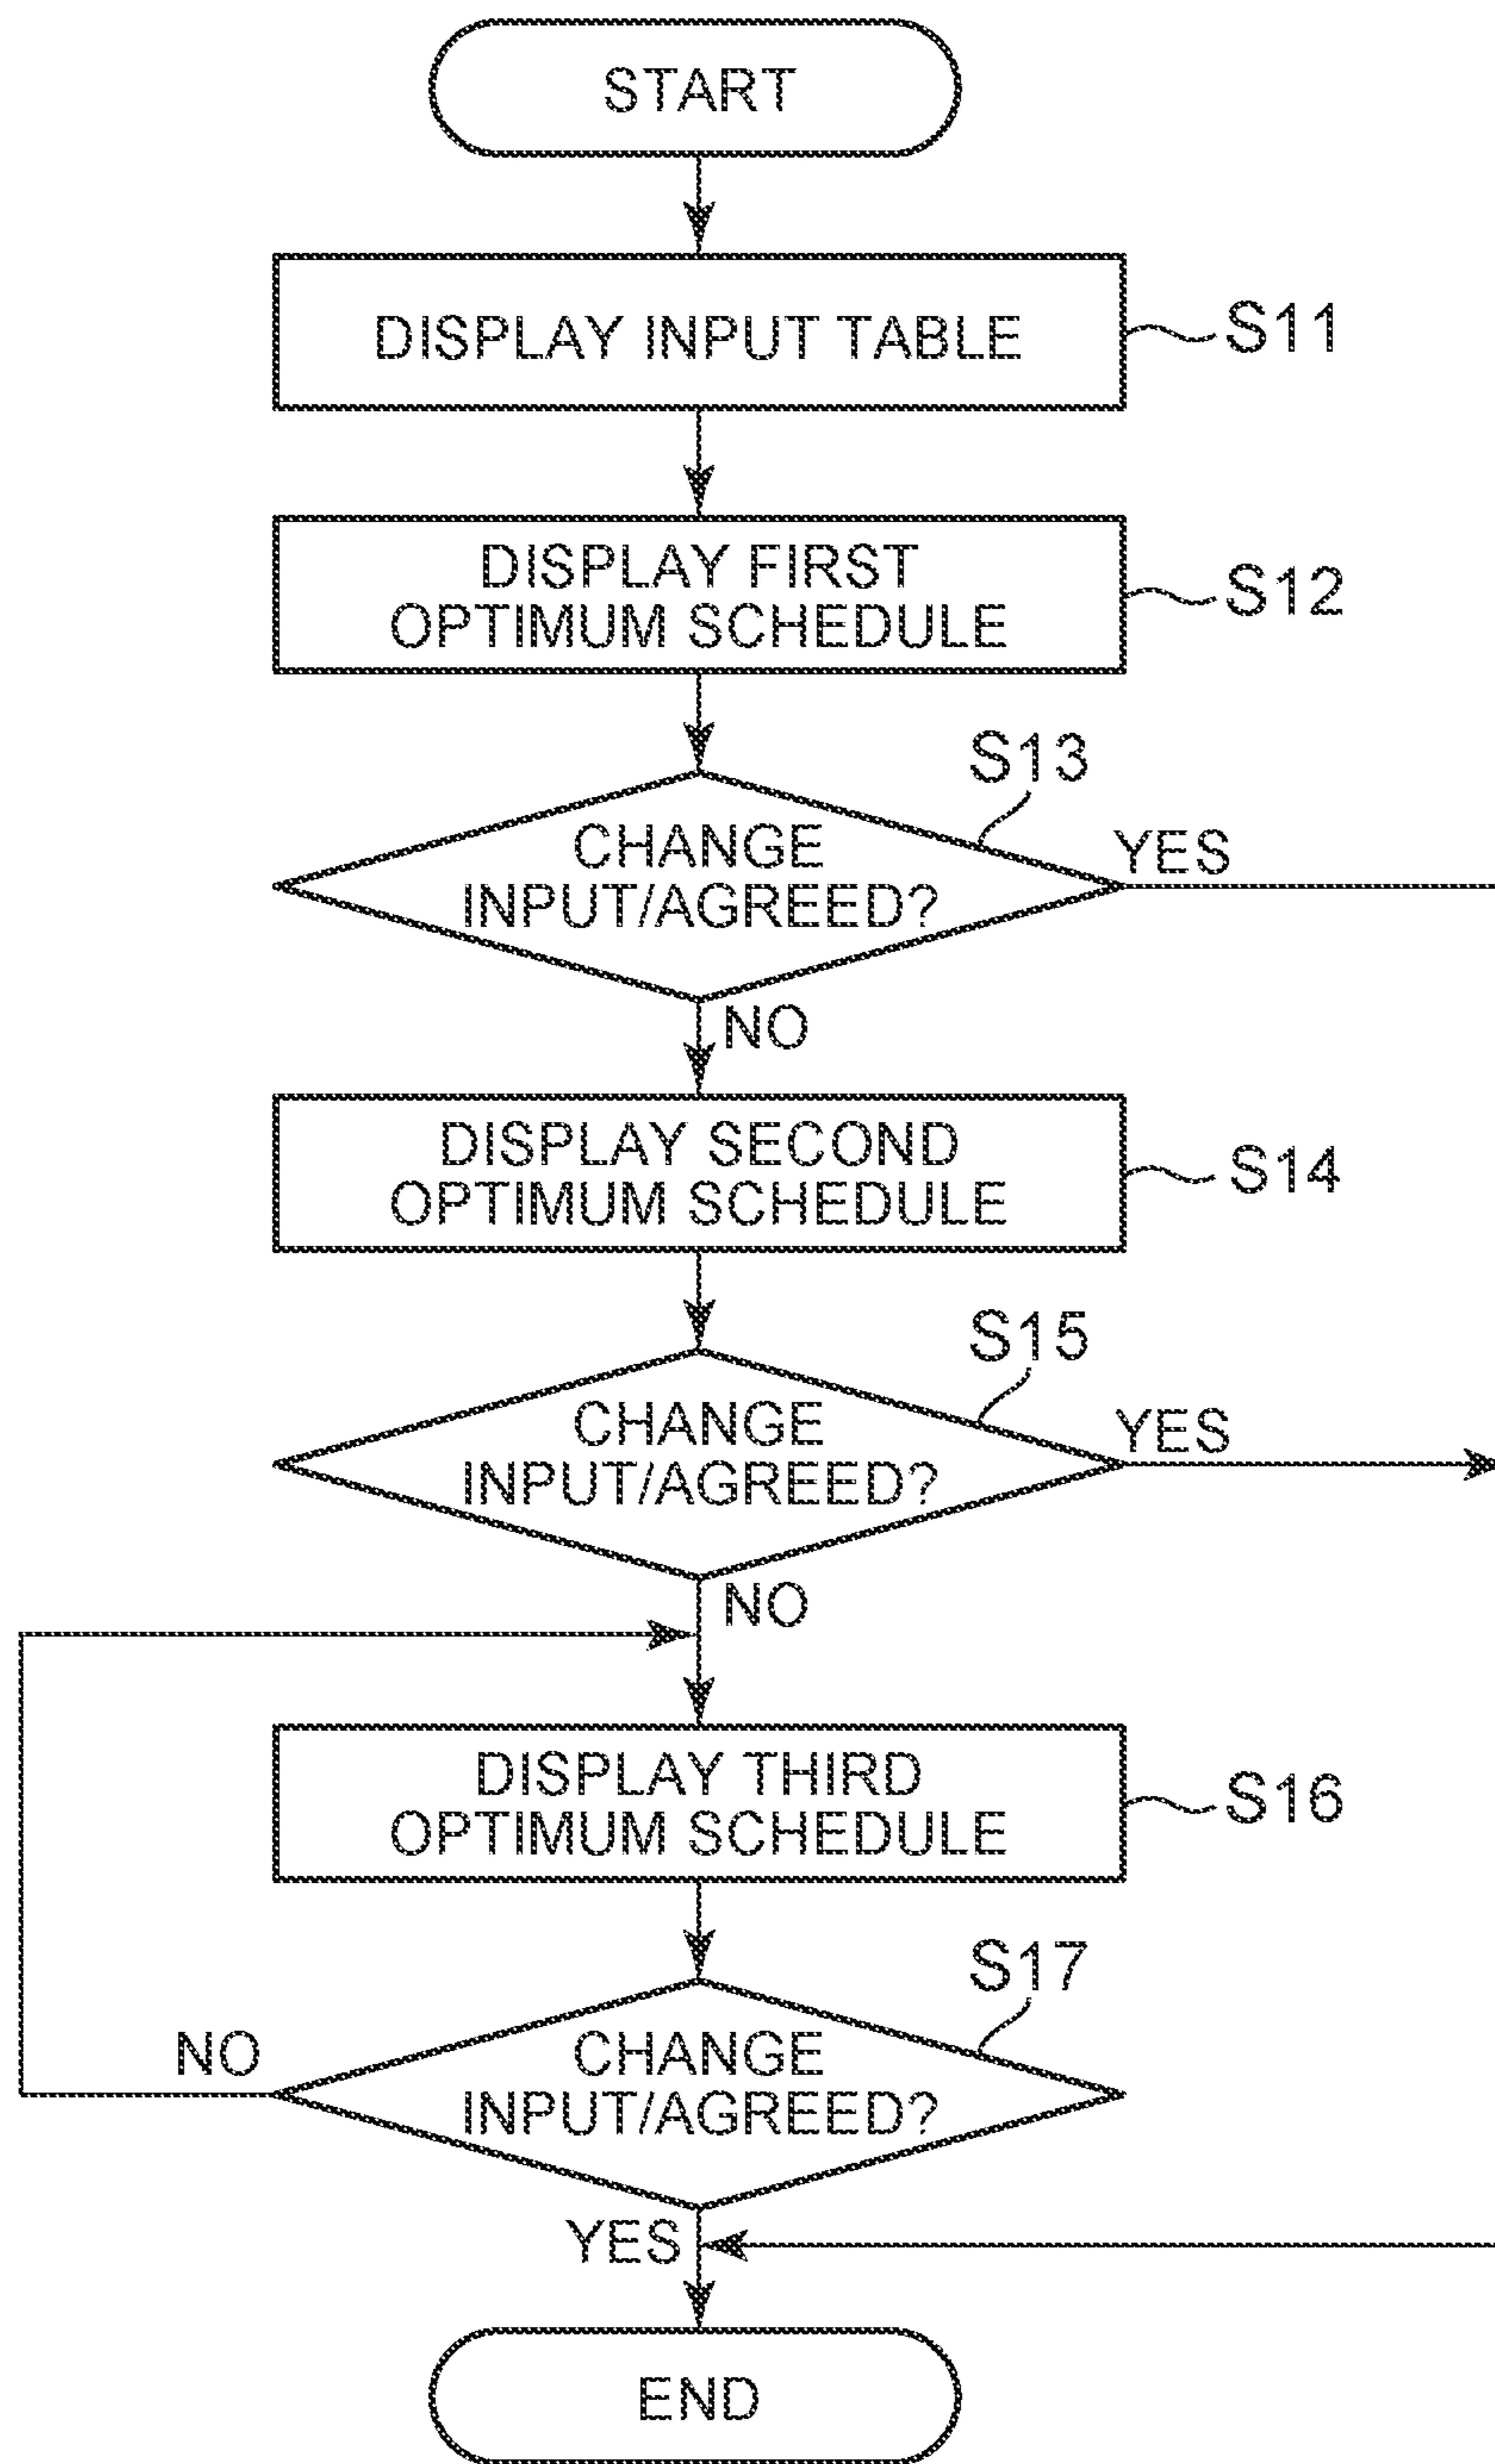 START
DISPLAY INPUT TABLE
S11
DISPLAY FIRST
OPTIMUM SCHEDULE
S12
S13
CHANGE
INPUT/AGREED?
YES
NO
DISPLAY SECOND
OPTIMUM SCHEDULE
S14
S15
CHANGE
INPUT/AGREED?
YES
NO
DISPLAY THIRD
OPTIMUM SCHEDULE
S16
S17
CHANGE
INPUT/AGREED?
NO
YES
END